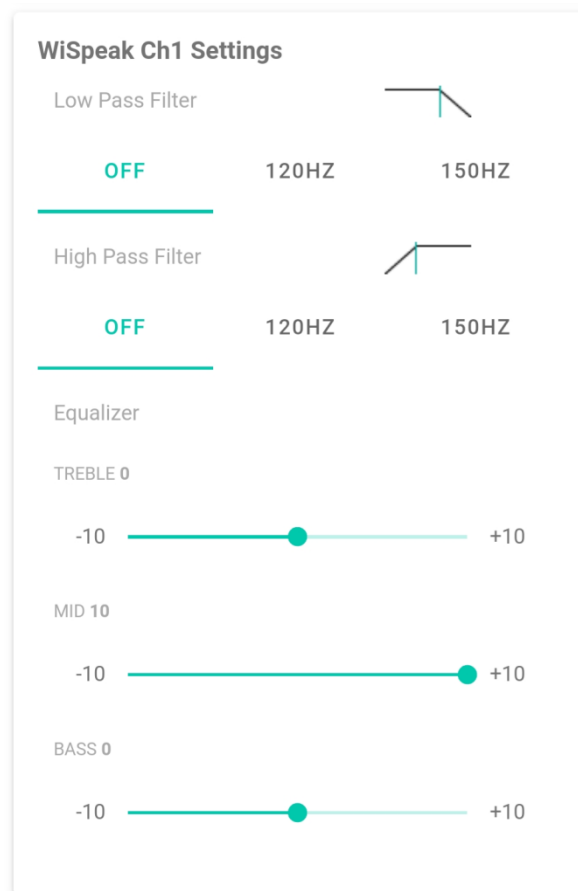 WiSpeak Ch1 Settings
Low Pass Filter
OFF 120HZ 150HZ
High Pass Filter
OFF 120HZ 150HZ
Equalizer
TREBLE 0
-10 +10
MID 10
-10 +10
BASS 0
-10 +10